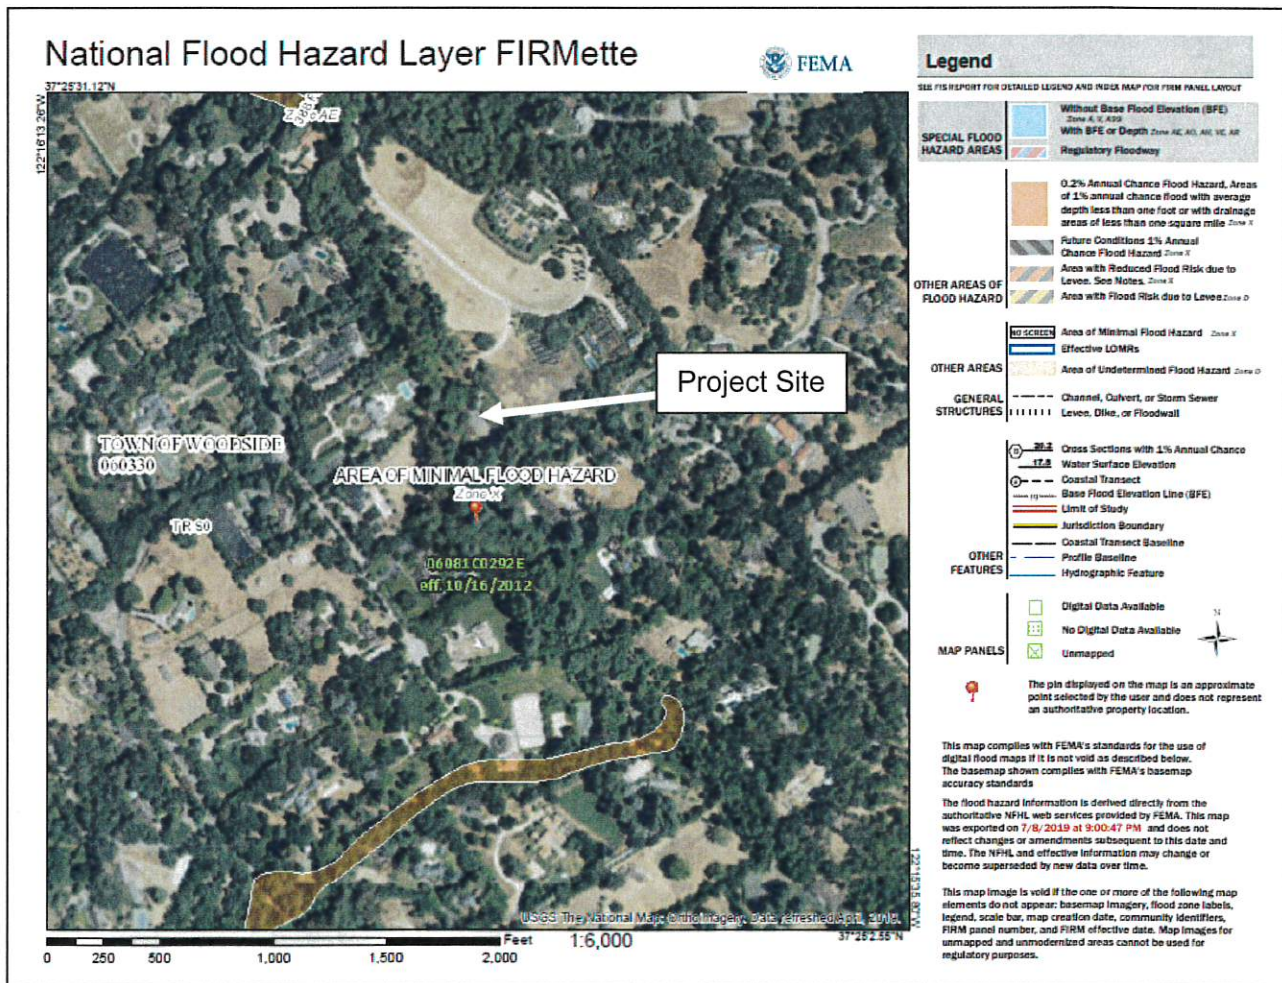 National Flood Hazard Layer FIRMette
FEMA
37°25'31.12"N
122°16'13.26"W
Zone AE
Project Site
TOWN OF WOODSIDE
060330
AREA OF MINIMAL FLOOD HAZARD
Zone X
06081C0292E
eff. 10/16/2012
USGS The National Map: Orthoimagery. Data refreshed April, 2019.
37°25'2.55"N
Feet
1:6,000
0
250
500
1,000
1,500
2,000
Legend
SEE FIS REPORT FOR DETAILED LEGEND AND INDEX MAP FOR FIRM PANEL LAYOUT
SPECIAL FLOOD
HAZARD AREAS
Without Base Flood Elevation (BFE)
Zone A, V, A99
With BFE or Depth Zone AE, AO, AH, VE, AR
Regulatory Floodway
OTHER AREAS OF
FLOOD HAZARD
0.2% Annual Chance Flood Hazard, Areas
of 1% annual chance flood with average
depth less than one foot or with drainage
areas of less than one square mile Zone X
Future Conditions 1% Annual
Chance Flood Hazard Zone X
Area with Reduced Flood Risk due to
Levee. See Notes. Zone X
Area with Flood Risk due to Levee Zone D
OTHER AREAS
NO SCREEN Area of Minimal Flood Hazard Zone X
Effective LOMRs
Area of Undetermined Flood Hazard Zone D
GENERAL
STRUCTURES
Channel, Culvert, or Storm Sewer
Levee, Dike, or Floodwall
OTHER
FEATURES
20.2 Cross Sections with 1% Annual Chance
17.5 Water Surface Elevation
Coastal Transect
Base Flood Elevation Line (BFE)
Limit of Study
Jurisdiction Boundary
Coastal Transect Baseline
Profile Baseline
Hydrographic Feature
MAP PANELS
Digital Data Available
No Digital Data Available
Unmapped
N
The pin displayed on the map is an approximate
point selected by the user and does not represent
an authoritative property location.
This map complies with FEMA's standards for the use of
digital flood maps if it is not void as described below.
The basemap shown complies with FEMA's basemap
accuracy standards
The flood hazard information is derived directly from the
authoritative NFHL web services provided by FEMA. This map
was exported on 7/8/2019 at 9:00:47 PM and does not
reflect changes or amendments subsequent to this date and
time. The NFHL and effective information may change or
become superseded by new data over time.
This map image is void if the one or more of the following map
elements do not appear: basemap imagery, flood zone labels,
legend, scale bar, map creation date, community identifiers,
FIRM panel number, and FIRM effective date. Map images for
unmapped and unmodernized areas cannot be used for
regulatory purposes.